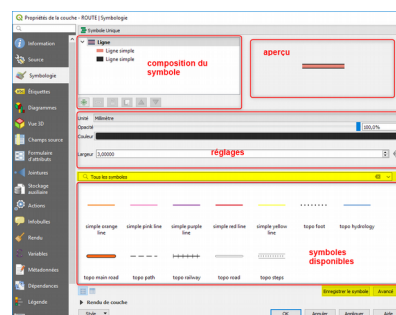 Propriétés de la couche - ROUTE | Symbologie
Symbole Unique
Information
Source
Symbologie
Étiquettes
Diagrammes
Vue 3D
Champs source
Formulaire
d'attributs
Jointures
Stockage
auxiliaire
Actions
Infobulles
Rendu
Variables
Métadonnées
Dépendances
Légende
Ligne
Ligne simple
Ligne simple
composition du
symbole
aperçu
Unité Millimètre
Opacité 100,0%
Couleur
Largeur 3,00000
réglages
Tous les symboles
simple orange
line
simple pink line
simple purple
line
simple red line
simple yellow
line
topo foot
topo hydrology
topo main road
topo path
topo railway
topo road
topo steps
symboles
disponibles
Enregistrer le symbole
Avancé
Rendu de couche
Style
OK
Annuler
Appliquer
Aide